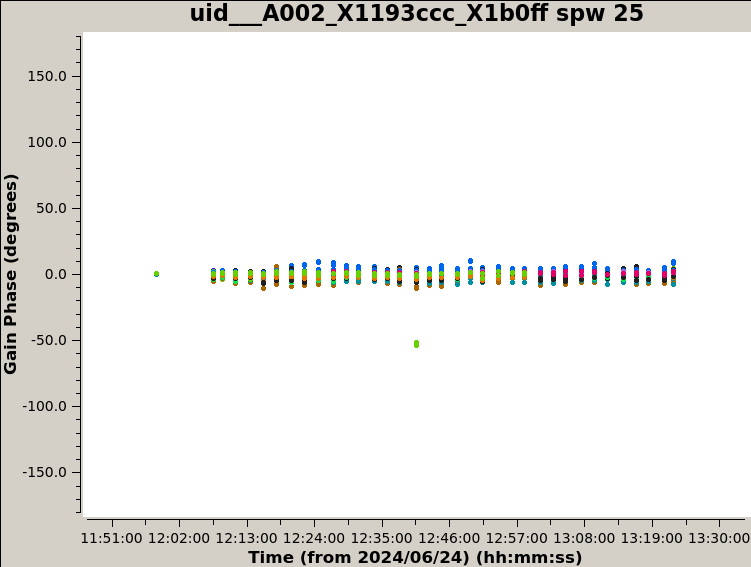 uid___A002_X1193ccc_X1b0ff spw 25
150.0
100.0
50.0
0.0
-50.0
-100.0
-150.0
Gain Phase (degrees)
11:51:00 12:02:00 12:13:00 12:24:00 12:35:00 12:46:00 12:57:00 13:08:00 13:19:00 13:30:00
Time (from 2024/06/24) (hh:mm:ss)